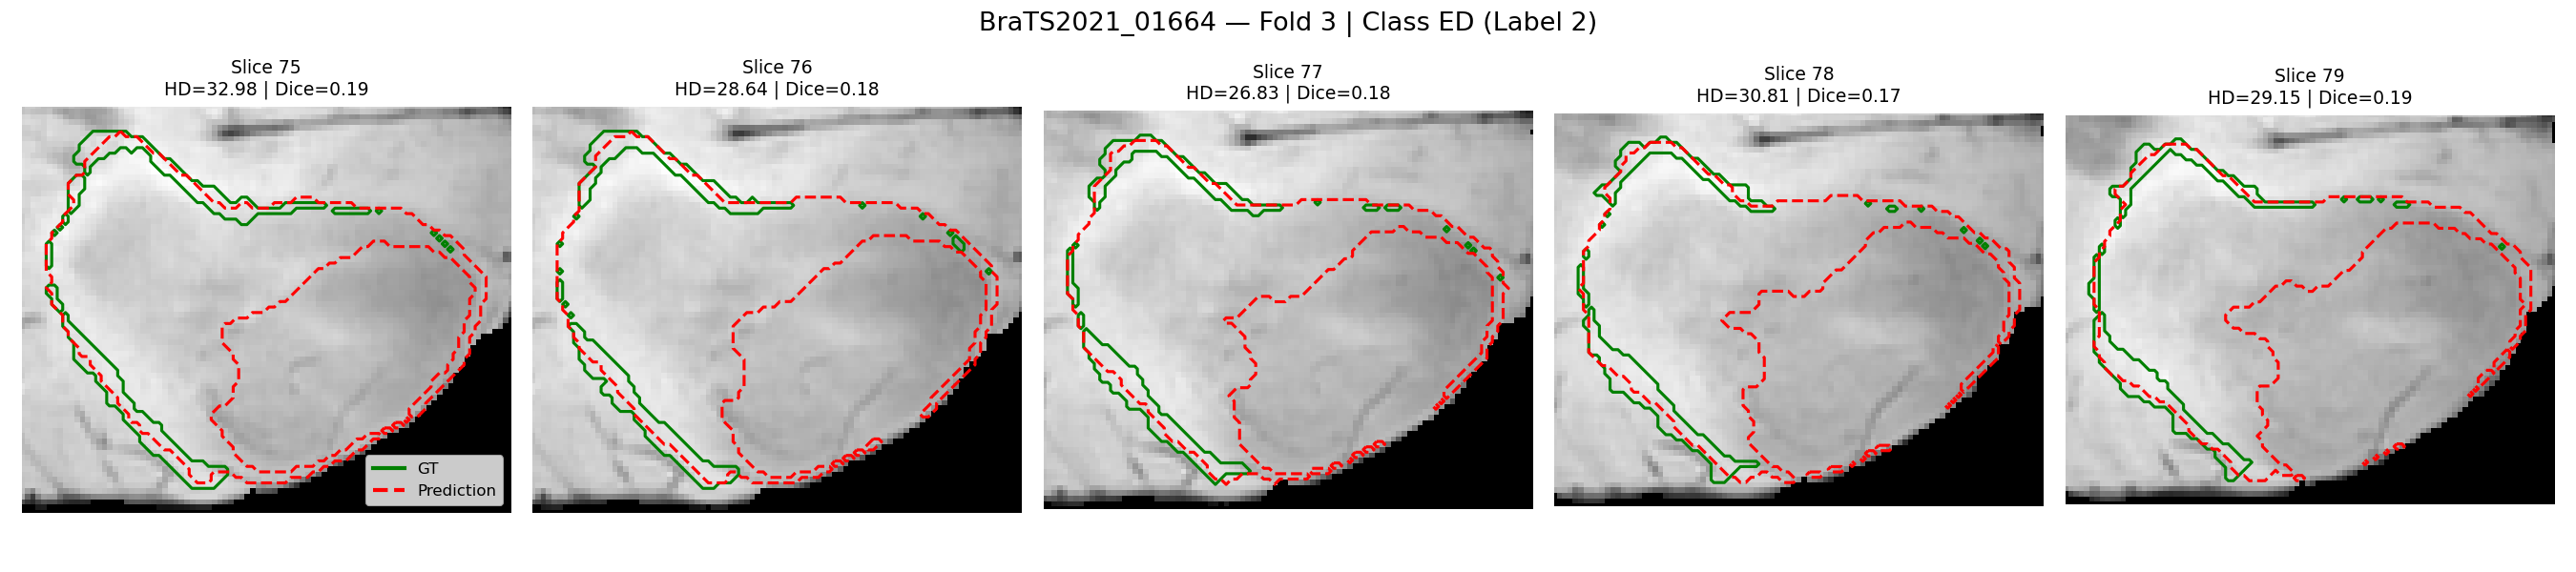 BraTS2021_01664 — Fold 3 | Class ED (Label 2)
Slice 75
HD=32.98 | Dice=0.19
Slice 76
HD=28.64 | Dice=0.18
Slice 77
HD=26.83 | Dice=0.18
Slice 78
HD=30.81 | Dice=0.17
Slice 79
HD=29.15 | Dice=0.19
GT
Prediction